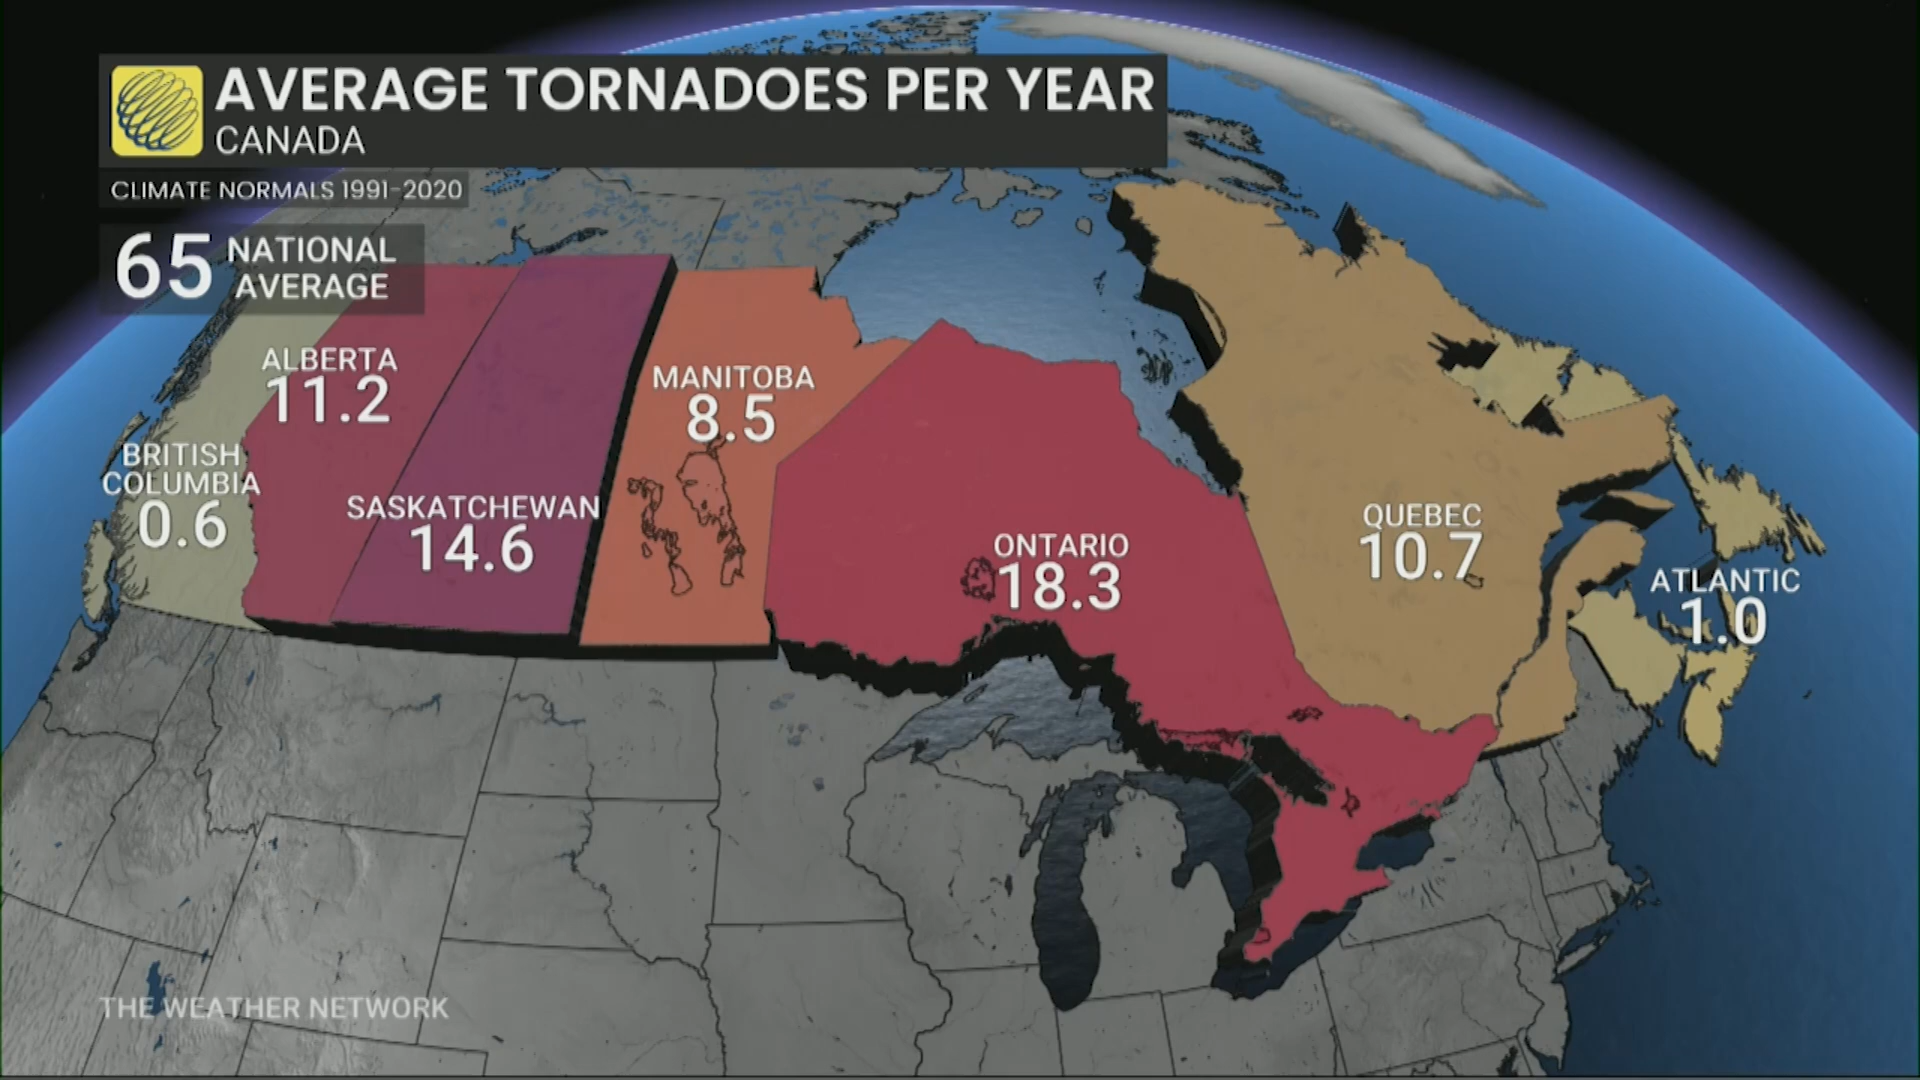 AVERAGE TORNADOES PER YEAR
CANADA
CLIMATE NORMALS 1991-2020
65 NATIONAL
AVERAGE
ALBERTA
11.2
MANITOBA
8.5
BRITISH
COLUMBIA
0.6
SASKATCHEWAN
14.6
ONTARIO
18.3
QUEBEC
10.7
ATLANTIC
1.0
THE WEATHER NETWORK